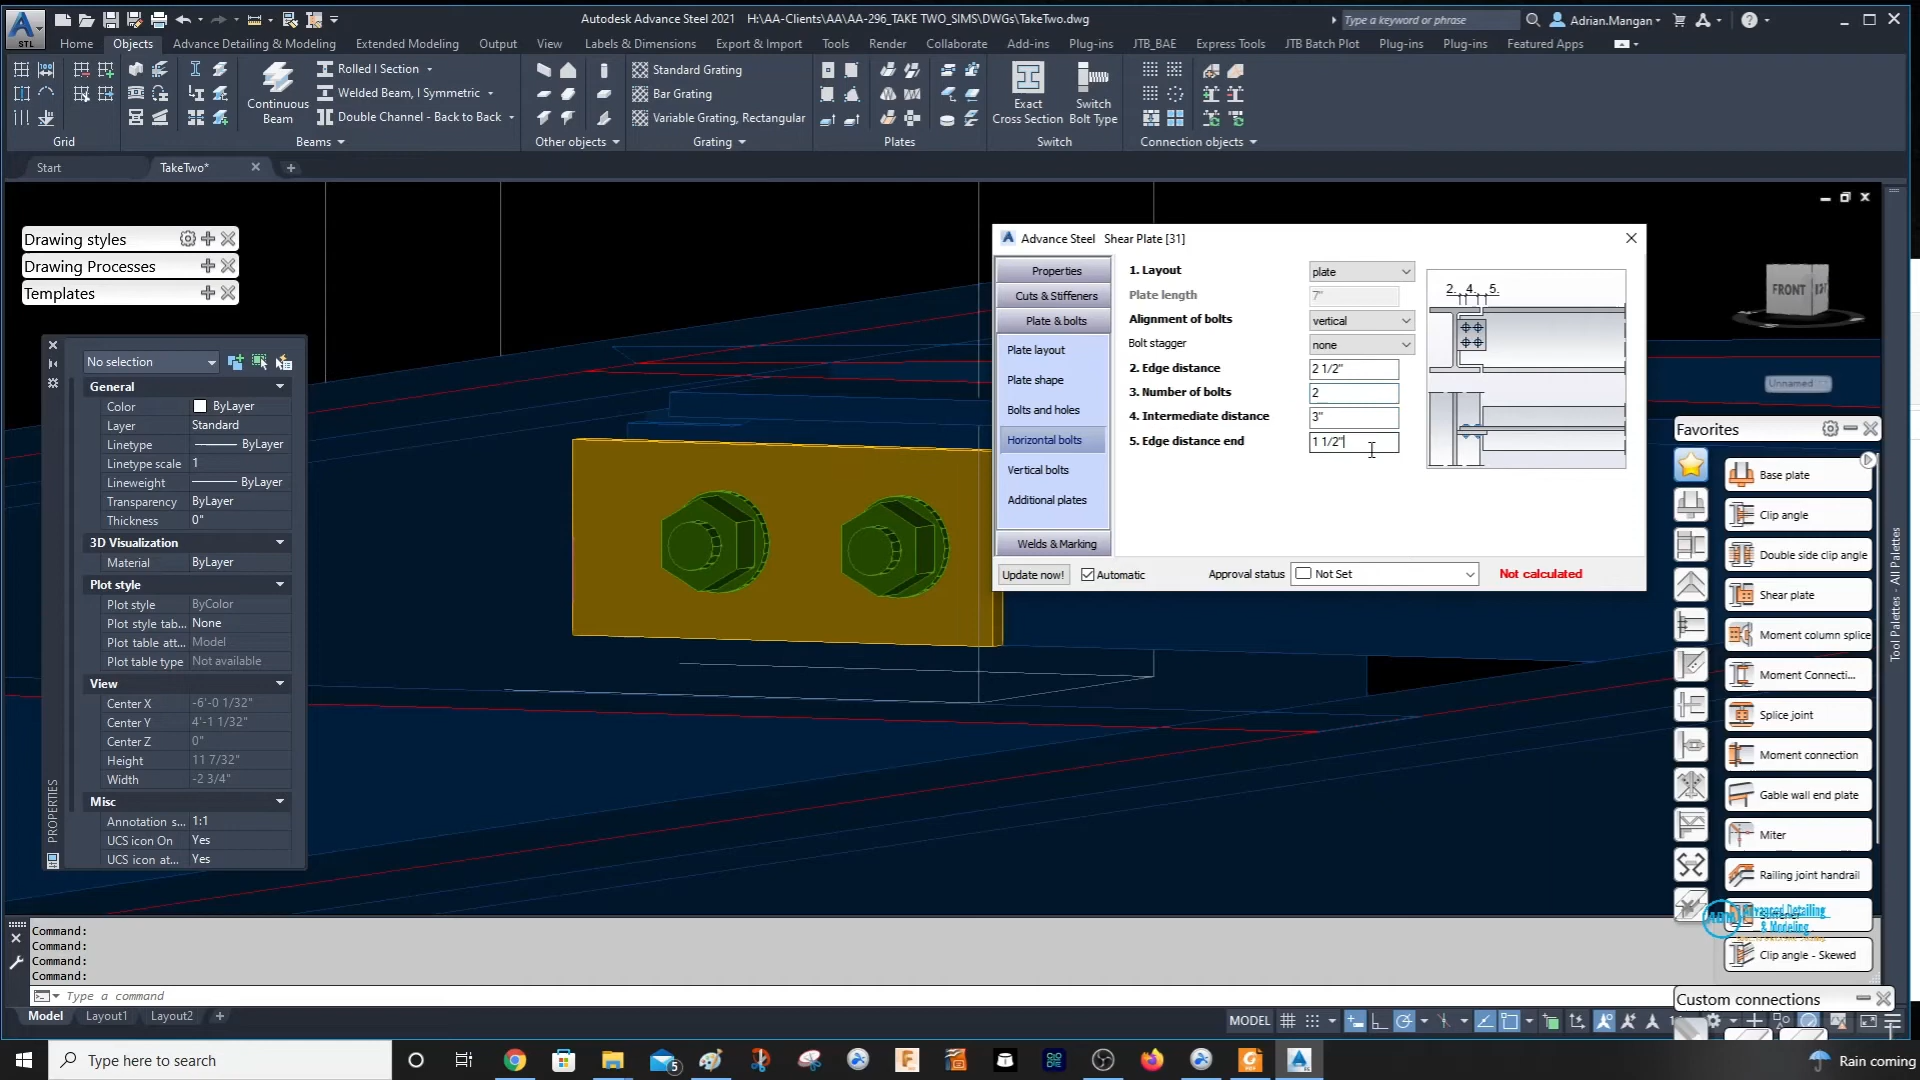 Autodesk Advance Steel 2021 H:\AA-Clients\AA\AA-296_TAKE TWO_SIMS\DWGs\TakeTwo.dwg
Type a keyword or phrase
Adrian.Mangan
STL
Home Objects Advance Detailing & Modeling Extended Modeling Output View Labels & Dimensions Export & Import Tools Render Collaborate Add-ins Plug-ins JTB_BAE Express Tools JTB Batch Plot Plug-ins Plug-ins Featured Apps
Continuous Beam
Rolled I Section
Welded Beam, I Symmetric
Double Channel - Back to Back
Standard Grating
Bar Grating
Variable Grating, Rectangular
Exact Cross Section
Switch Bolt Type
Grid Beams Other objects Grating Plates Switch Connection objects
Start TakeTwo*
Drawing styles
Drawing Processes
Templates
No selection
General
Color ByLayer
Layer Standard
Linetype ByLayer
Linetype scale 1
Lineweight ByLayer
Transparency ByLayer
Thickness 0"
3D Visualization
Material ByLayer
Plot style
Plot style ByColor
Plot style tab... None
Plot table att... Model
Plot table type Not available
View
Center X -6'-0 1/32"
Center Y 4'-1 1/32"
Center Z 0"
Height 11 7/32"
Width -2 3/4"
Misc
Annotation s... 1:1
UCS icon On Yes
UCS icon at... Yes
PROPERTIES
Advance Steel Shear Plate [31]
Properties
Cuts & Stiffeners
Plate & bolts
Plate layout
Plate shape
Bolts and holes
Horizontal bolts
Vertical bolts
Additional plates
Welds & Marking
1. Layout plate
Plate length 7"
Alignment of bolts vertical
Bolt stagger none
2. Edge distance 2 1/2"
3. Number of bolts 2
4. Intermediate distance 3"
5. Edge distance end 1 1/2"
2. 4. 5.
Update now! Automatic Approval status Not Set Not calculated
FRONT
Unnamed
Favorites
Base plate
Clip angle
Double side clip angle
Shear plate
Moment column splice
Moment Connecti...
Splice joint
Moment connection
Gable wall end plate
Miter
Railing joint handrail
Advanced Detailing
& Modeling
Clip angle - Skewed
Custom connections
Tool Palettes - All Palettes
Command:
Command:
Command:
Command:
Type a command
Model Layout1 Layout2
MODEL
Type here to search
5
Rain coming